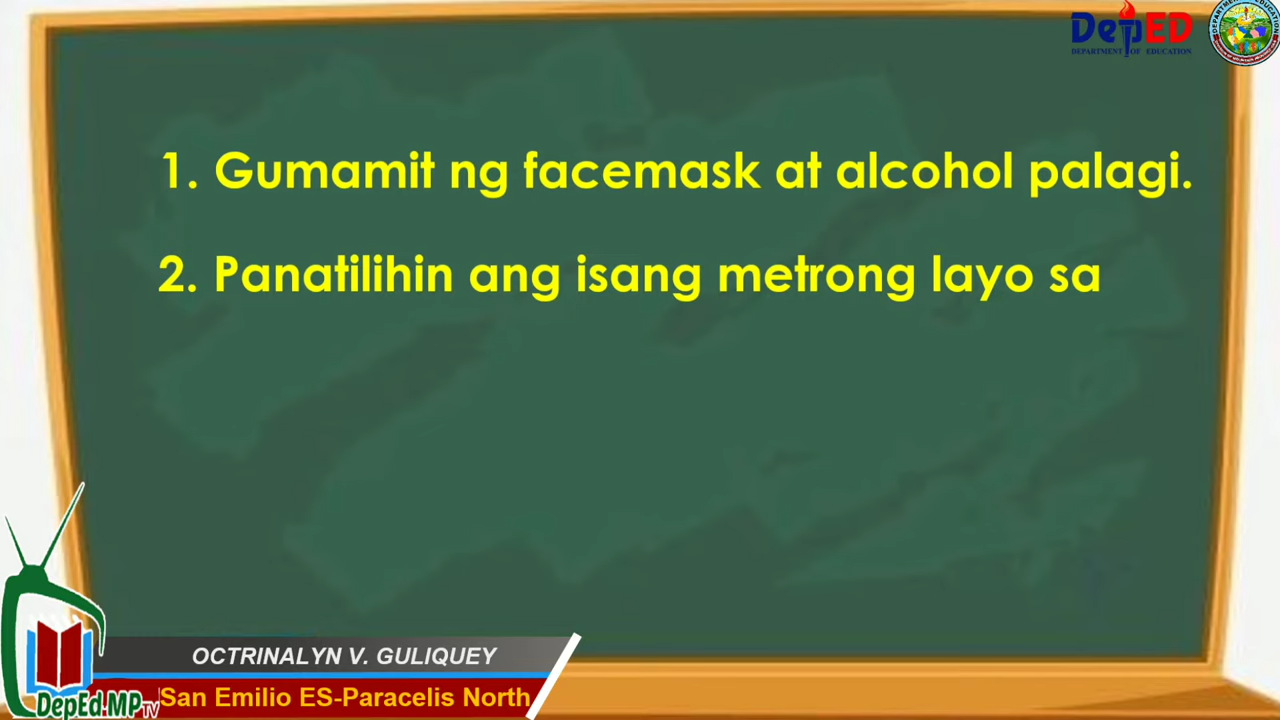 DepED
DEPARTMENT OF EDUCATION
1. Gumamit ng facemask at alcohol palagi.
2. Panatilihin ang isang metrong layo sa
OCTRINALYN V. GULIQUEY
San Emilio ES-Paracelis North
DepEd.MP TV